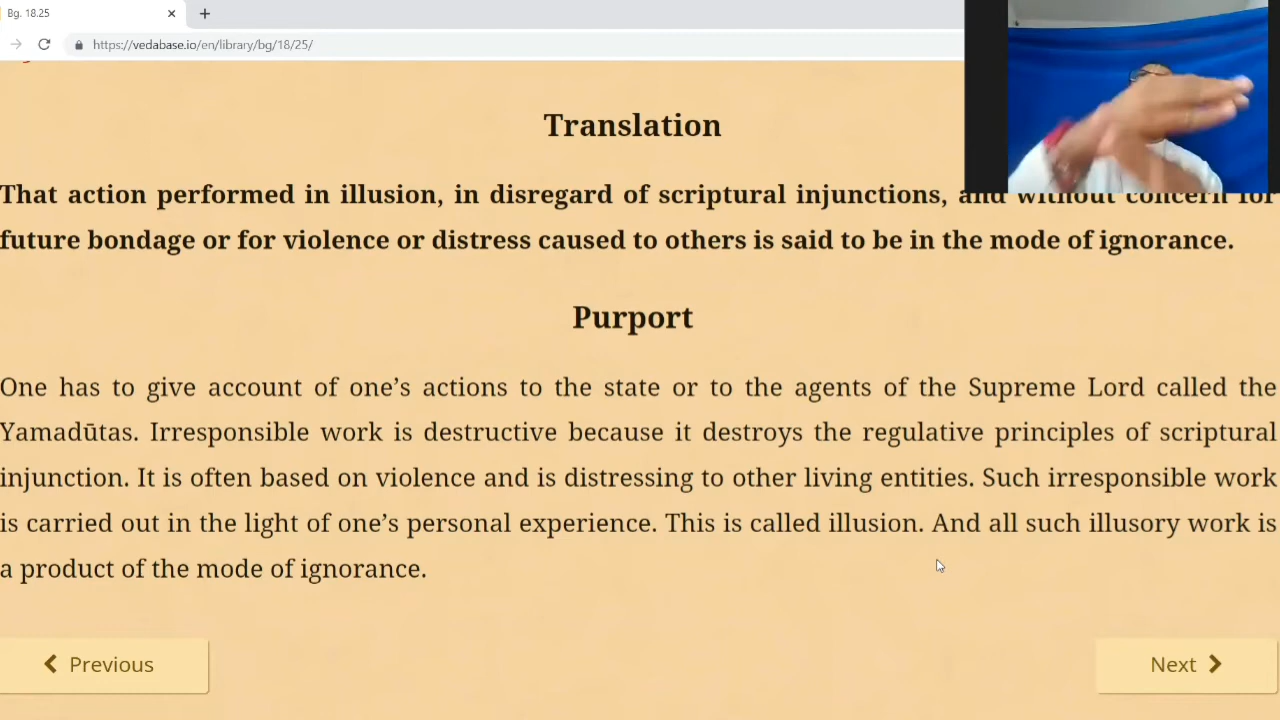 Bg. 18.25
https://vedabase.io/en/library/bg/18/25/
Translation
That action performed in illusion, in disregard of scriptural injunctions, and without concern for
future bondage or for violence or distress caused to others is said to be in the mode of ignorance.
Purport
One has to give account of one’s actions to the state or to the agents of the Supreme Lord called the
Yamadūtas. Irresponsible work is destructive because it destroys the regulative principles of scriptural
injunction. It is often based on violence and is distressing to other living entities. Such irresponsible work
is carried out in the light of one’s personal experience. This is called illusion. And all such illusory work is
a product of the mode of ignorance.
Previous
Next